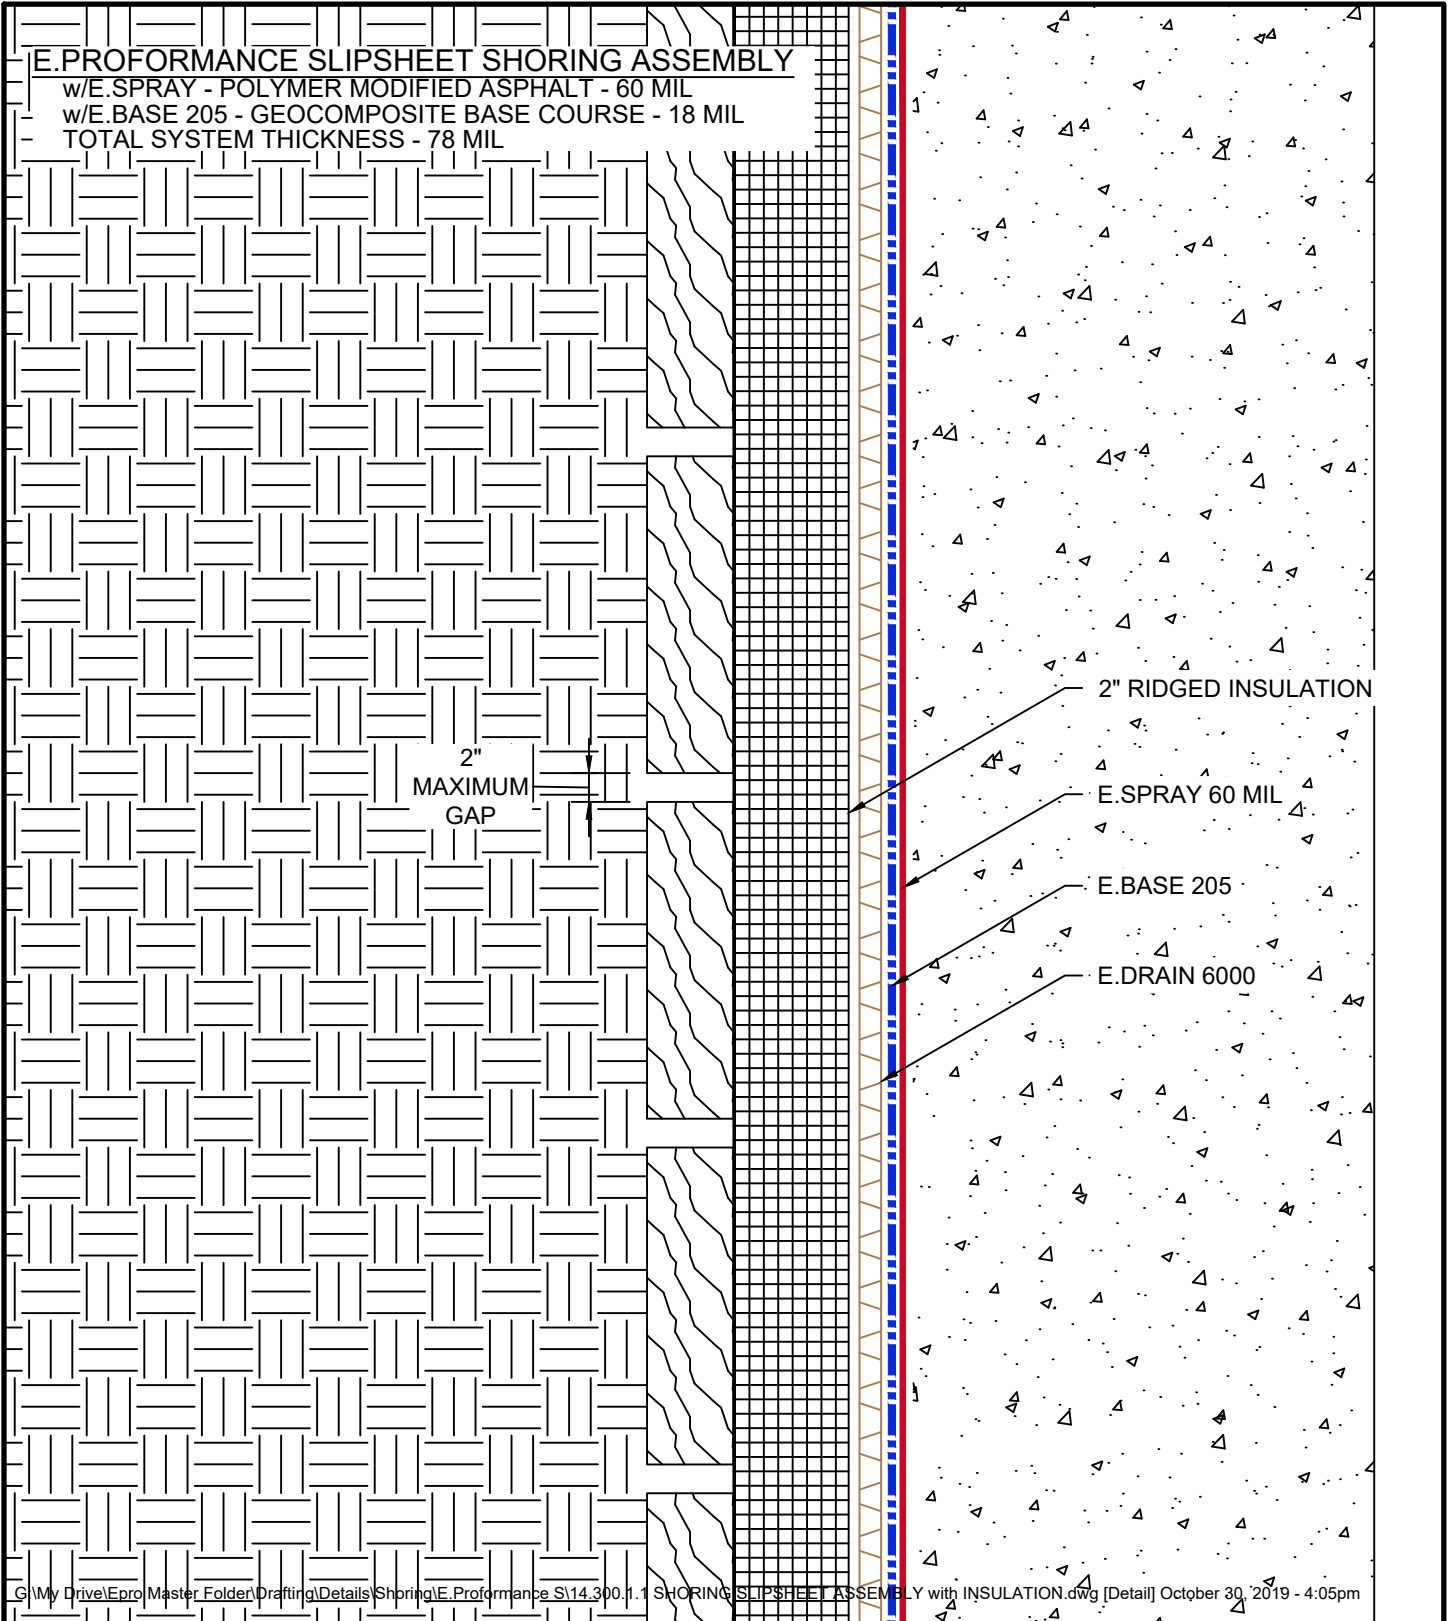 E.PROFORMANCE SLIPSHEET SHORING ASSEMBLY
w/E.SPRAY - POLYMER MODIFIED ASPHALT - 60 MIL
w/E.BASE 205 - GEOCOMPOSITE BASE COURSE - 18 MIL
TOTAL SYSTEM THICKNESS - 78 MIL
2" RIDGED INSULATION
2"
MAXIMUM
GAP
E.SPRAY 60 MIL
E.BASE 205
E.DRAIN 6000
G:\My Drive\Epro Master Folder\Drafting\Details\Shoring\E.Proformance S\14.300.1.1 SHORING SLIPSHEET ASSEMBLY with INSULATION.dwg [Detail] October 30, 2019 - 4:05pm